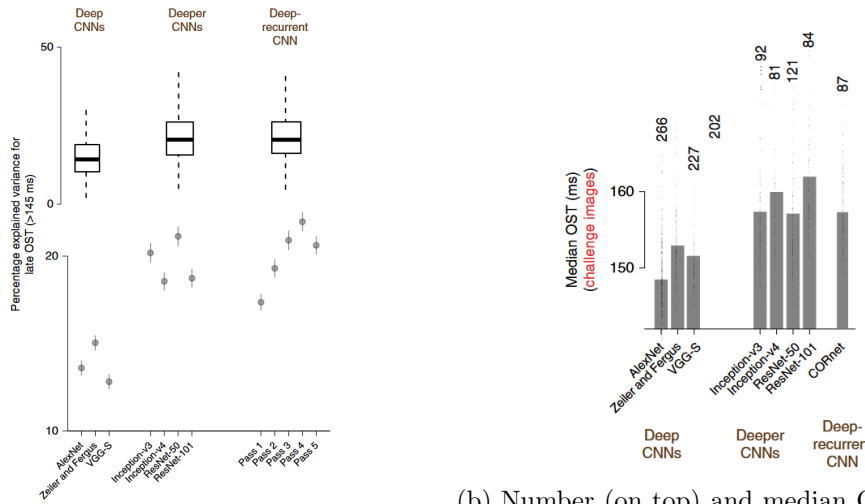 Deep
CNNs
Deeper
CNNs
Deep-
recurrent
CNN
Percentage explained variance for
late OST (>145 ms)
50
0
20
10
AlexNet
Zeiler and Fergus
VGG-S
Inception-v3
Inception-v4
ResNet-50
ResNet-101
Pass 1
Pass 2
Pass 3
Pass 4
Pass 5
Median OST (ms)
(challenge images)
160
150
266
227
202
92
81
121
84
87
AlexNet
Zeiler and Fergus
VGG-S
Inception-v3
Inception-v4
ResNet-50
ResNet-101
CORnet
Deep
CNNs
Deeper
CNNs
Deep-
recurrent
CNN
(b) Number (on top) and median